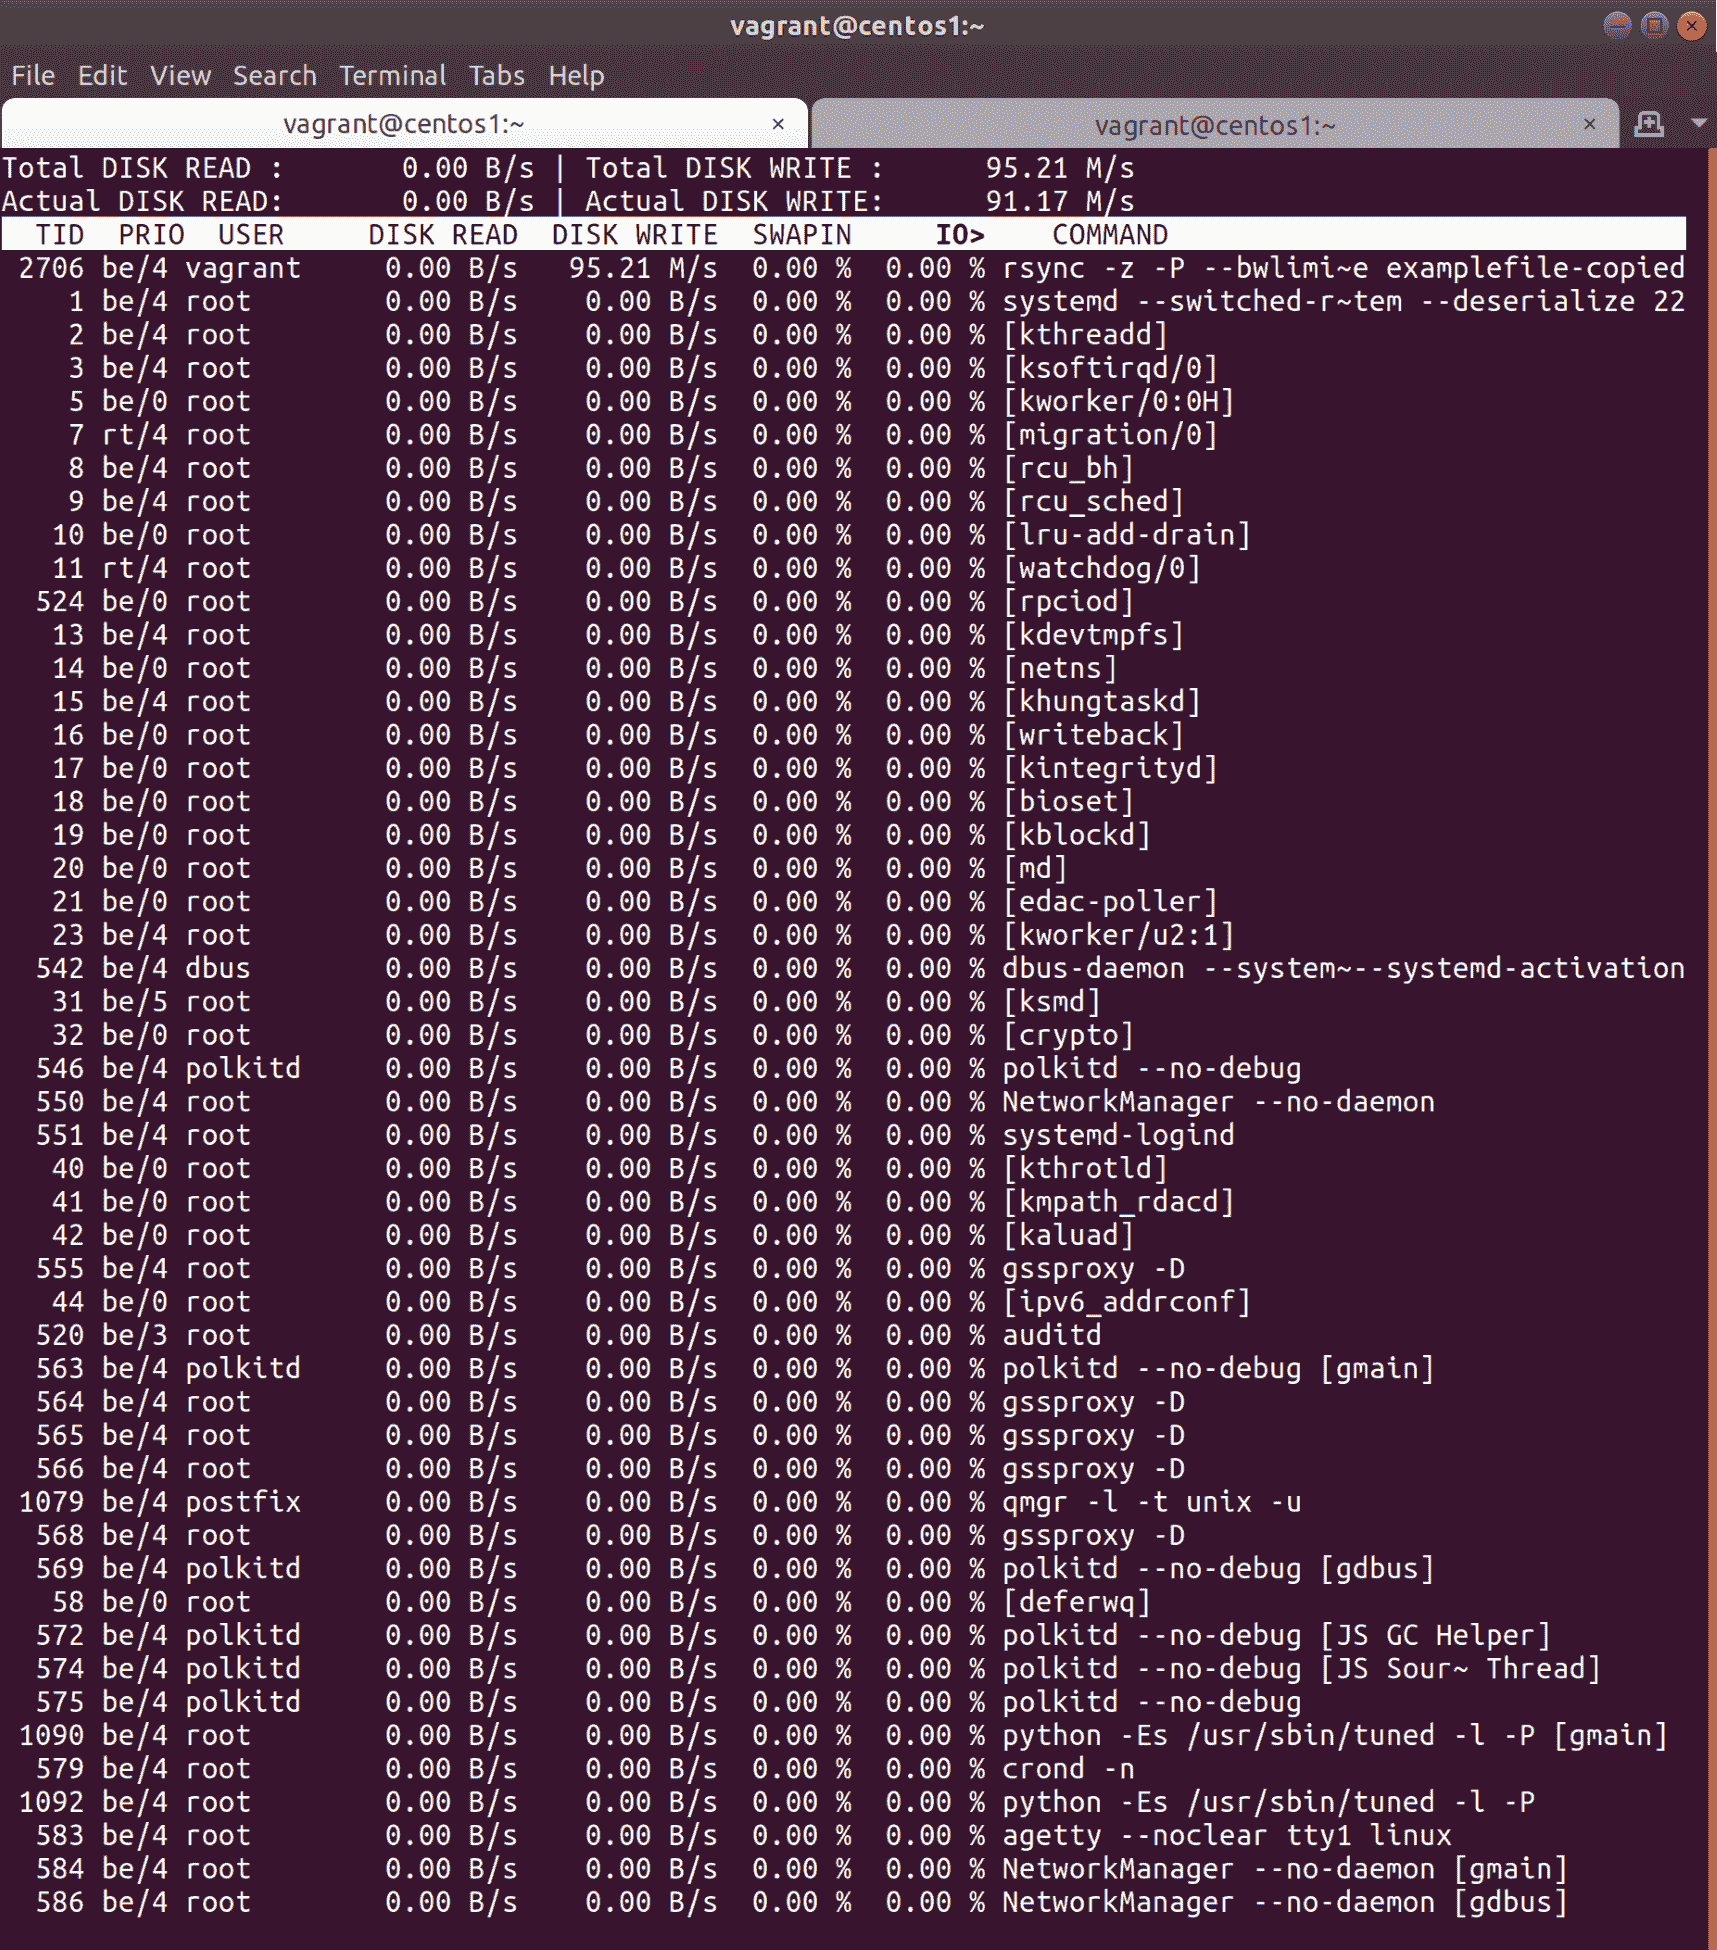 vagrant@centos1:~
File Edit View Search Terminal Tabs Help
vagrant@centos1:~ × vagrant@centos1:~ ×
Total DISK READ : 0.00 B/s | Total DISK WRITE : 95.21 M/s
Actual DISK READ: 0.00 B/s | Actual DISK WRITE: 91.17 M/s
TID PRIO USER DISK READ DISK WRITE SWAPIN IO> COMMAND
2706 be/4 vagrant 0.00 B/s 95.21 M/s 0.00 % 0.00 % rsync -z -P --bwlimi~e examplefile-copied
1 be/4 root 0.00 B/s 0.00 B/s 0.00 % 0.00 % systemd --switched-r~tem --deserialize 22
2 be/4 root 0.00 B/s 0.00 B/s 0.00 % 0.00 % [kthreadd]
3 be/4 root 0.00 B/s 0.00 B/s 0.00 % 0.00 % [ksoftirqd/0]
5 be/0 root 0.00 B/s 0.00 B/s 0.00 % 0.00 % [kworker/0:0H]
7 rt/4 root 0.00 B/s 0.00 B/s 0.00 % 0.00 % [migration/0]
8 be/4 root 0.00 B/s 0.00 B/s 0.00 % 0.00 % [rcu_bh]
9 be/4 root 0.00 B/s 0.00 B/s 0.00 % 0.00 % [rcu_sched]
10 be/0 root 0.00 B/s 0.00 B/s 0.00 % 0.00 % [lru-add-drain]
11 rt/4 root 0.00 B/s 0.00 B/s 0.00 % 0.00 % [watchdog/0]
524 be/0 root 0.00 B/s 0.00 B/s 0.00 % 0.00 % [rpciod]
13 be/4 root 0.00 B/s 0.00 B/s 0.00 % 0.00 % [kdevtmpfs]
14 be/0 root 0.00 B/s 0.00 B/s 0.00 % 0.00 % [netns]
15 be/4 root 0.00 B/s 0.00 B/s 0.00 % 0.00 % [khungtaskd]
16 be/0 root 0.00 B/s 0.00 B/s 0.00 % 0.00 % [writeback]
17 be/0 root 0.00 B/s 0.00 B/s 0.00 % 0.00 % [kintegrityd]
18 be/0 root 0.00 B/s 0.00 B/s 0.00 % 0.00 % [bioset]
19 be/0 root 0.00 B/s 0.00 B/s 0.00 % 0.00 % [kblockd]
20 be/0 root 0.00 B/s 0.00 B/s 0.00 % 0.00 % [md]
21 be/0 root 0.00 B/s 0.00 B/s 0.00 % 0.00 % [edac-poller]
23 be/4 root 0.00 B/s 0.00 B/s 0.00 % 0.00 % [kworker/u2:1]
542 be/4 dbus 0.00 B/s 0.00 B/s 0.00 % 0.00 % dbus-daemon --system~--systemd-activation
31 be/5 root 0.00 B/s 0.00 B/s 0.00 % 0.00 % [ksmd]
32 be/0 root 0.00 B/s 0.00 B/s 0.00 % 0.00 % [crypto]
546 be/4 polkitd 0.00 B/s 0.00 B/s 0.00 % 0.00 % polkitd --no-debug
550 be/4 root 0.00 B/s 0.00 B/s 0.00 % 0.00 % NetworkManager --no-daemon
551 be/4 root 0.00 B/s 0.00 B/s 0.00 % 0.00 % systemd-logind
40 be/0 root 0.00 B/s 0.00 B/s 0.00 % 0.00 % [kthrotld]
41 be/0 root 0.00 B/s 0.00 B/s 0.00 % 0.00 % [kmpath_rdacd]
42 be/0 root 0.00 B/s 0.00 B/s 0.00 % 0.00 % [kaluad]
555 be/4 root 0.00 B/s 0.00 B/s 0.00 % 0.00 % gssproxy -D
44 be/0 root 0.00 B/s 0.00 B/s 0.00 % 0.00 % [ipv6_addrconf]
520 be/3 root 0.00 B/s 0.00 B/s 0.00 % 0.00 % auditd
563 be/4 polkitd 0.00 B/s 0.00 B/s 0.00 % 0.00 % polkitd --no-debug [gmain]
564 be/4 root 0.00 B/s 0.00 B/s 0.00 % 0.00 % gssproxy -D
565 be/4 root 0.00 B/s 0.00 B/s 0.00 % 0.00 % gssproxy -D
566 be/4 root 0.00 B/s 0.00 B/s 0.00 % 0.00 % gssproxy -D
1079 be/4 postfix 0.00 B/s 0.00 B/s 0.00 % 0.00 % qmgr -l -t unix -u
568 be/4 root 0.00 B/s 0.00 B/s 0.00 % 0.00 % gssproxy -D
569 be/4 polkitd 0.00 B/s 0.00 B/s 0.00 % 0.00 % polkitd --no-debug [gdbus]
58 be/0 root 0.00 B/s 0.00 B/s 0.00 % 0.00 % [deferwq]
572 be/4 polkitd 0.00 B/s 0.00 B/s 0.00 % 0.00 % polkitd --no-debug [JS GC Helper]
574 be/4 polkitd 0.00 B/s 0.00 B/s 0.00 % 0.00 % polkitd --no-debug [JS Sour~ Thread]
575 be/4 polkitd 0.00 B/s 0.00 B/s 0.00 % 0.00 % polkitd --no-debug
1090 be/4 root 0.00 B/s 0.00 B/s 0.00 % 0.00 % python -Es /usr/sbin/tuned -l -P [gmain]
579 be/4 root 0.00 B/s 0.00 B/s 0.00 % 0.00 % crond -n
1092 be/4 root 0.00 B/s 0.00 B/s 0.00 % 0.00 % python -Es /usr/sbin/tuned -l -P
583 be/4 root 0.00 B/s 0.00 B/s 0.00 % 0.00 % agetty --noclear tty1 linux
584 be/4 root 0.00 B/s 0.00 B/s 0.00 % 0.00 % NetworkManager --no-daemon [gmain]
586 be/4 root 0.00 B/s 0.00 B/s 0.00 % 0.00 % NetworkManager --no-daemon [gdbus]